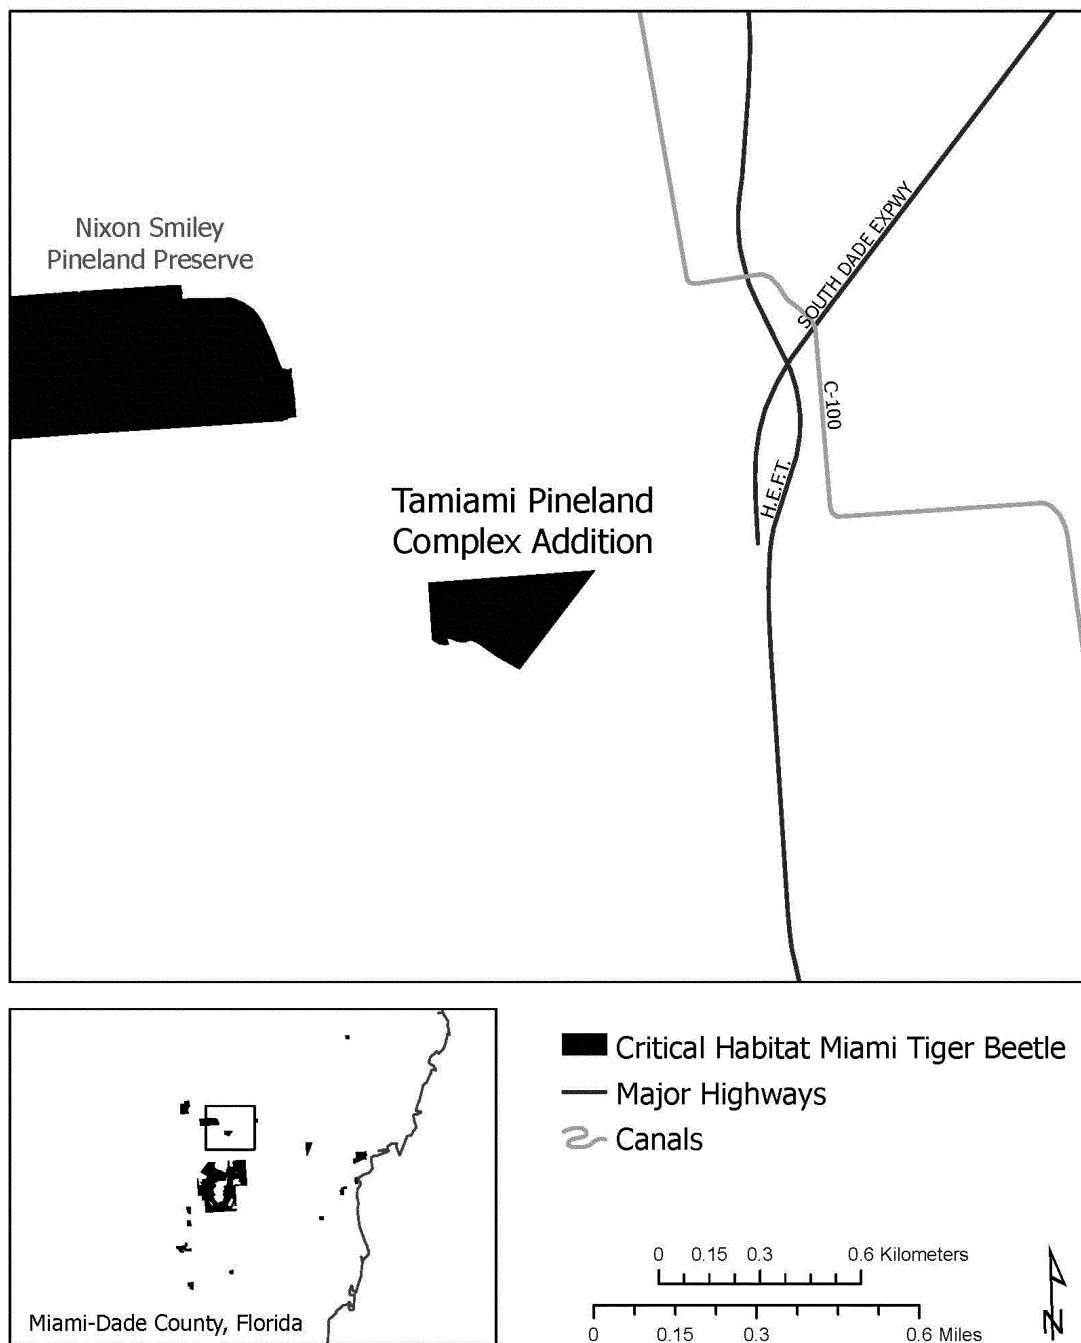 Nixon Smiley
Pineland Preserve
SOUTH DADE EXPWY
C-100
H.E.F.T.
Tamiami Pineland
Complex Addition
Critical Habitat Miami Tiger Beetle
Major Highways
Canals
0 0.15 0.3 0.6 Kilometers
0 0.15 0.3 0.6 Miles
N
Miami-Dade County, Florida